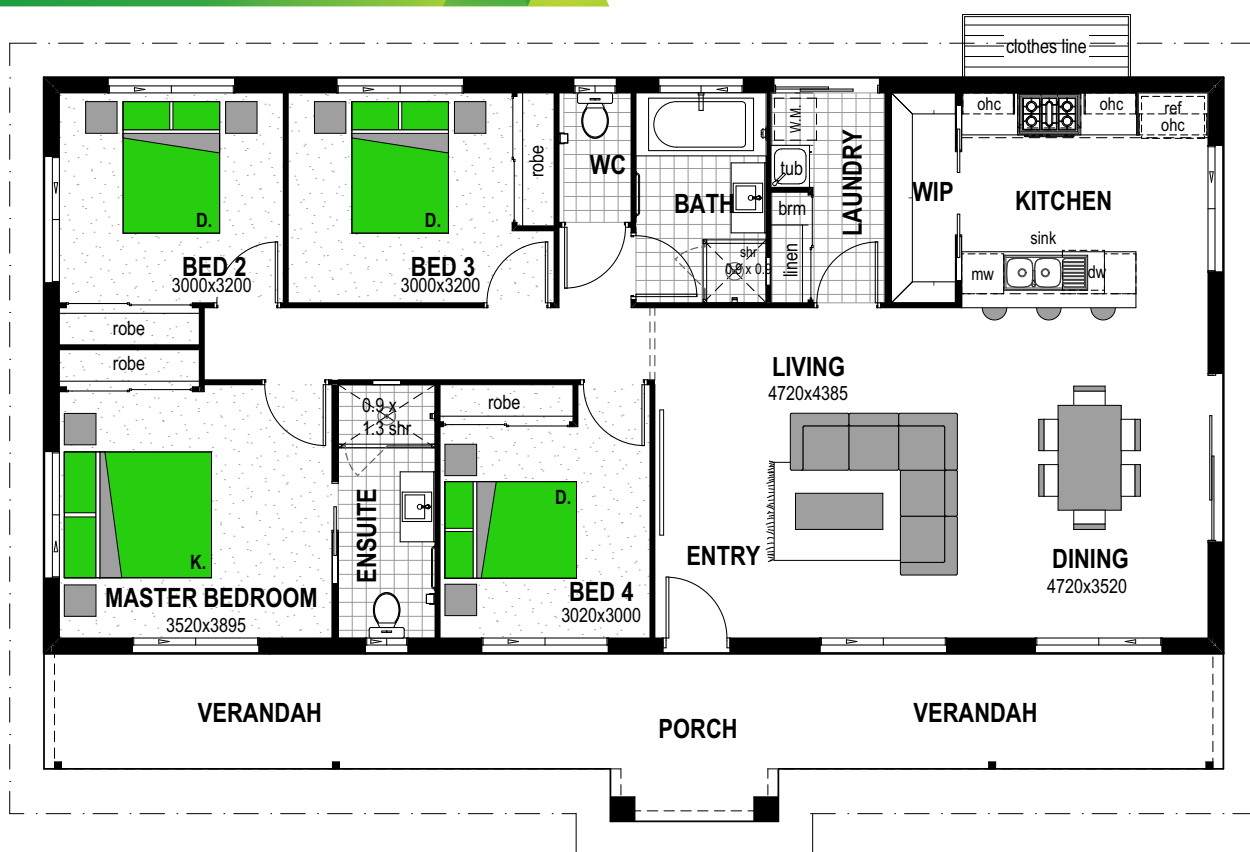 clothes line
ohc
ohc
ref
ohc
W.M.
robe
WC
LAUNDRY
tub
WIP
KITCHEN
BATH
brm
D.
D.
sink
shr
0.9 x 0.9
linen
mw
dw
BED 2
3000x3200
BED 3
3000x3200
robe
robe
LIVING
4720x4385
0.9 x
1.3 shr
robe
D.
ENSUITE
K.
ENTRY
DINING
4720x3520
MASTER BEDROOM
3520x3895
BED 4
3020x3000
VERANDAH
PORCH
VERANDAH